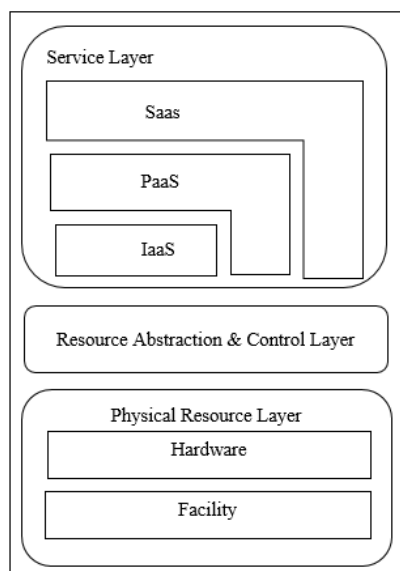 Service Layer
Saas
PaaS
IaaS
Resource Abstraction & Control Layer
Physical Resource Layer
Hardware
Facility